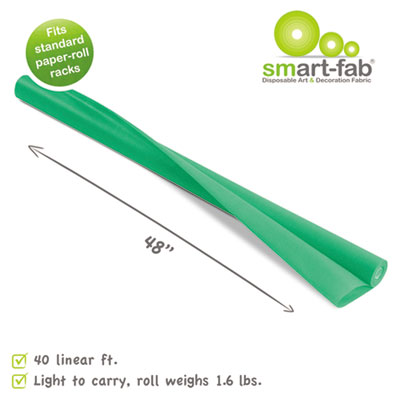 Fits
standard
paper-roll
racks
smart-fab®
Disposable Art & Decoration Fabric
48"
40 linear ft.
Light to carry, roll weighs 1.6 lbs.